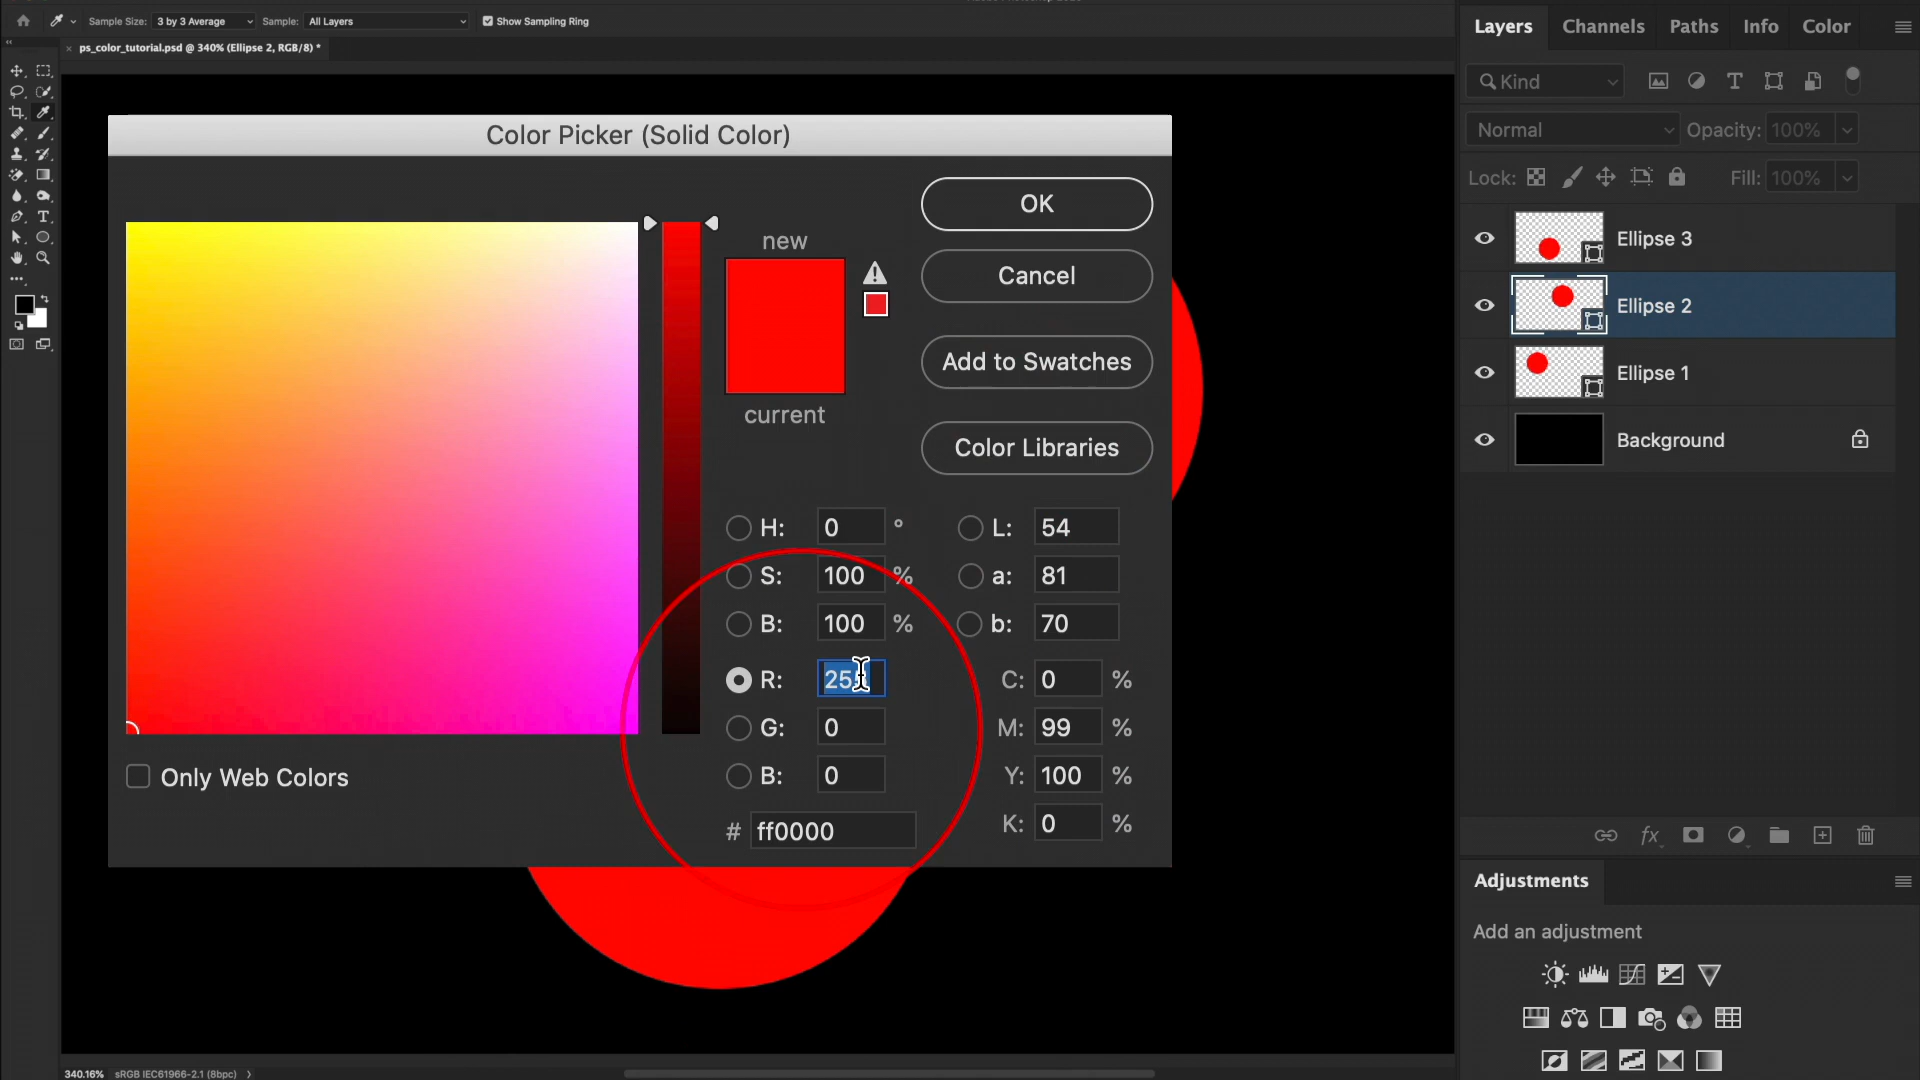 Sample Size: 3 by 3 Average Sample: All Layers Show Sampling Ring
ps_color_tutorial.psd @ 340% (Ellipse 2, RGB/8) *
Color Picker (Solid Color)
new
current
OK
Cancel
Add to Swatches
Color Libraries
H: 0 ° L: 54
S: 100 % a: 81
B: 100 % b: 70
R: 255 C: 0 %
G: 0 M: 99 %
B: 0 Y: 100 %
# ff0000 K: 0 %
Only Web Colors
340.16% sRGB IEC61966-2.1 (8bpc)
Layers Channels Paths Info Color
Kind
Normal Opacity: 100%
Lock: Fill: 100%
Ellipse 3
Ellipse 2
Ellipse 1
Background
fx
Adjustments
Add an adjustment